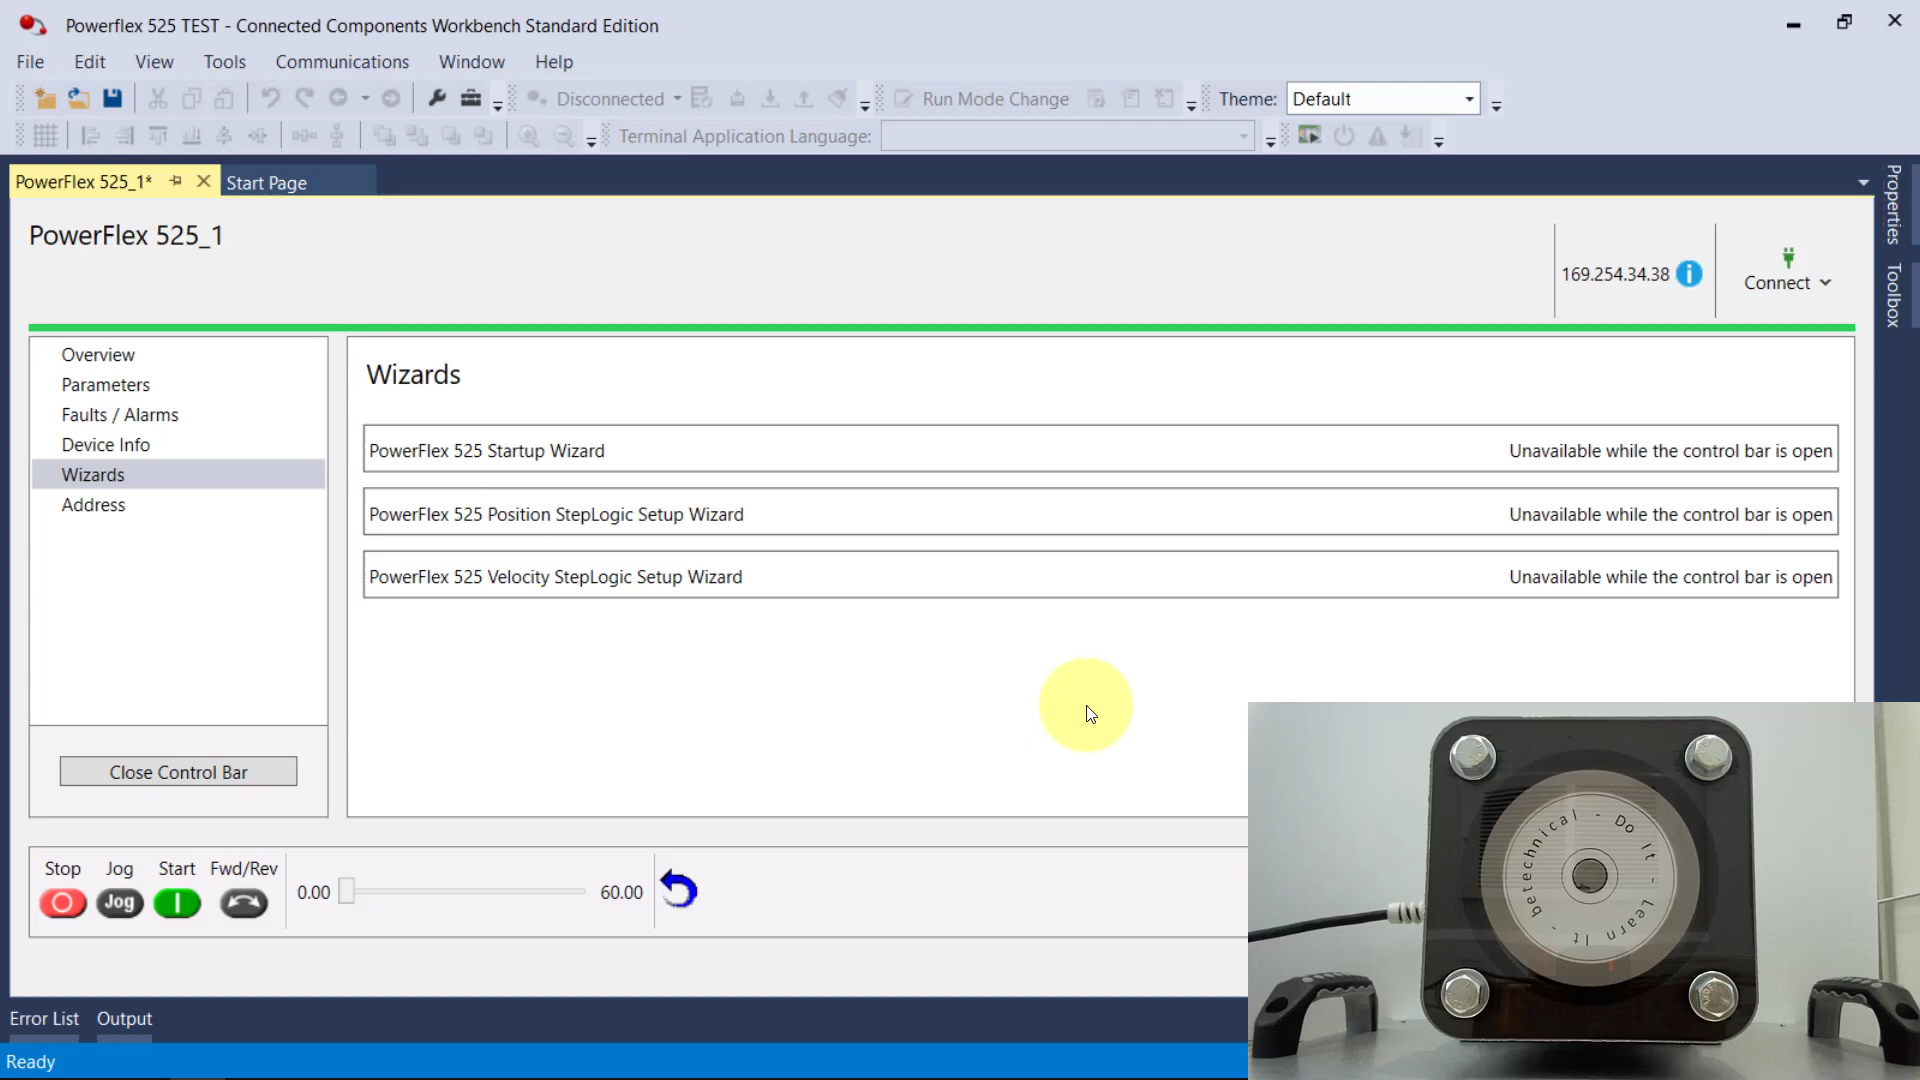 Powerflex 525 TEST - Connected Components Workbench Standard Edition
File Edit View Tools Communications Window Help
Disconnected Run Mode Change Theme: Default
Terminal Application Language:
PowerFlex 525_1* Start Page
Properties
Toolbox
PowerFlex 525_1
169.254.34.38
Connect
Overview
Parameters
Faults / Alarms
Device Info
Wizards
Address
Close Control Bar
Wizards
PowerFlex 525 Startup Wizard Unavailable while the control bar is open
PowerFlex 525 Position StepLogic Setup Wizard Unavailable while the control bar is open
PowerFlex 525 Velocity StepLogic Setup Wizard Unavailable while the control bar is open
Stop Jog Start Fwd/Rev
Jog
0.00 60.00
betechnical - Do It - Learn It -
Error List Output
Ready